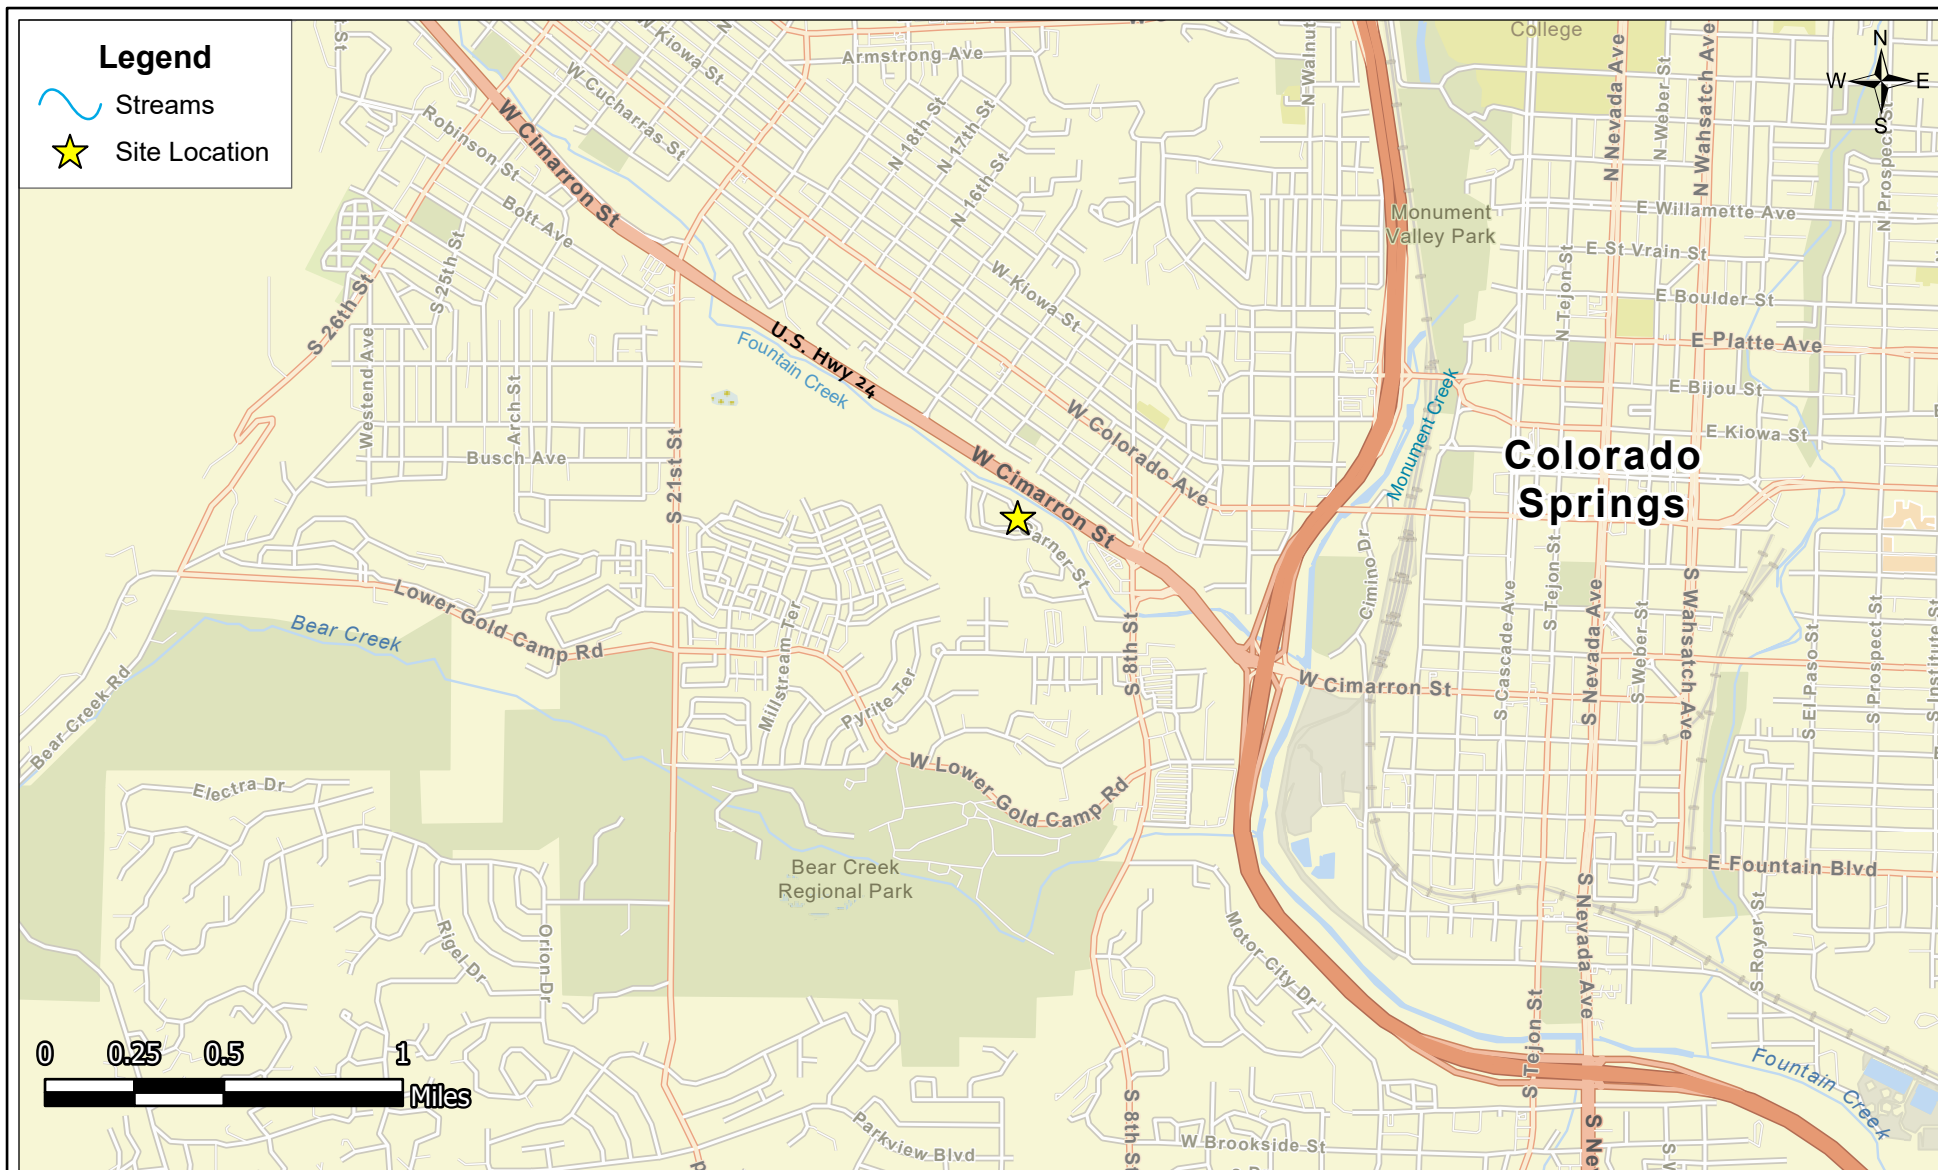 Legend
Streams
Site Location
N
W
E
S
College
Armstrong Ave
W Kiowa St
W Cucharras St
N Walnut
N Nevada Ave
N Weber St
N Wahsatch Ave
N Prospect St
W Cimarron St
Robinson St
Bott Ave
N 18th St
N 17th St
N 16th St
Monument
Valley Park
E Willamette Ave
E St Vrain St
E Boulder St
N Tejon St
E Platte Ave
E Bijou St
E Kiowa St
S 26th St
S 25th St
Westend Ave
Arch St
Busch Ave
S 21st St
W Kiowa St
U.S. Hwy 24
Fountain Creek
W Colorado Ave
W Cimarron St
Monument Creek
Colorado
Springs
Garner St
Cimino Dr
S Tejon St
S Cascade Ave
S Nevada Ave
S Weber St
S Wahsatch Ave
S El Paso St
S Prospect St
S Institute St
Lower Gold Camp Rd
Bear Creek
Bear Creek Rd
Millstream Ter
Pyrite Ter
S 8th St
W Cimarron St
W Lower Gold Camp Rd
Electra Dr
Bear Creek
Regional Park
E Fountain Blvd
Rigel Dr
Orion Dr
Motor City Dr
S Nevada Ave
S Royer St
S Tejon St
Fountain Creek
0 0.25 0.5 1
Miles
Parkview Blvd
S 8th St
W Brookside St
S Ne